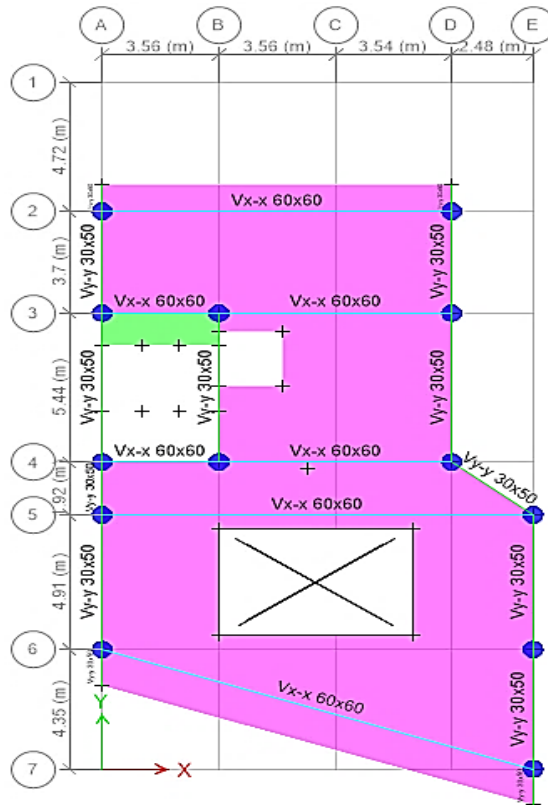 A B C D E
3.56 (m) 3.56 (m) 3.54 (m) 2.48 (m)
1
4.72 (m)
Vx-x 60x60
2
3.7 (m)
Vy-y 30x50
Vy-y 30x50
Vx-x 60x60
Vx-x 60x60
3
5.44 (m)
Vy-y 30x50
Vy-y 30x50
Vy-y 30x50
Vx-x 60x60
Vx-x 60x60
4
.92 (m)
Vy-y 30x50
Vy-y 30x50
Vx-x 60x60
5
4.91 (m)
Vy-y 30x50
Vy-y 30x50
6
4.35 (m)
Vx-x 60x60
Vy-y 30x50
Y
7
X